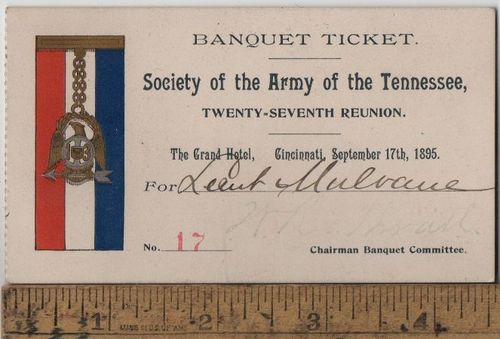 BANQUET TICKET.
Society of the Army of the Tennessee,
TWENTY-SEVENTH REUNION.
The Grand Hotel, Cincinnati, September 17th, 1895.
For Lieut Mulvane
No. 17
Chairman Banquet Committee.
1 2 3 4